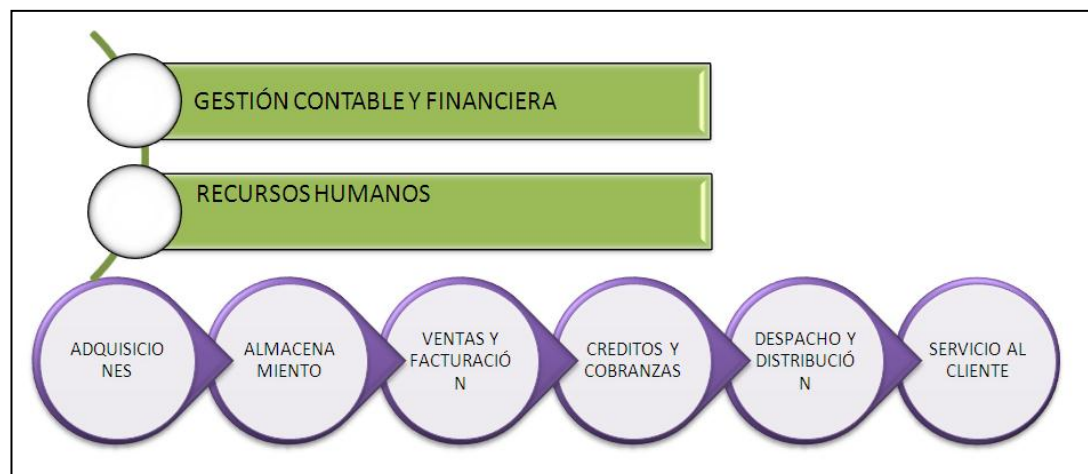 GESTIÓN CONTABLE Y FINANCIERA
RECURSOS HUMANOS
ADQUISICIO
NES
ALMACENA
MIENTO
VENTAS Y
FACTURACIÓ
N
CREDITOS Y
COBRANZAS
DESPACHO Y
DISTRIBUCIÓ
N
SERVICIO AL
CLIENTE